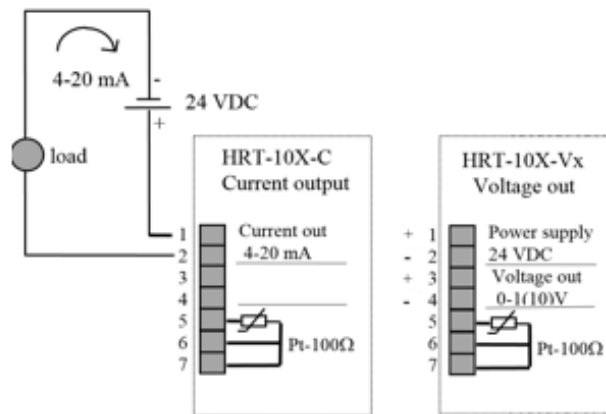 4-20 mA
-
24 VDC
+
load
HRT-10X-C
Current output
1 Current out
2 4-20 mA
3
4
5
6 Pt-100Ω
7
HRT-10X-Vx
Voltage out
+ 1 Power supply
- 2 24 VDC
+ 3 Voltage out
- 4 0-1(10)V
5
6
7 Pt-100Ω